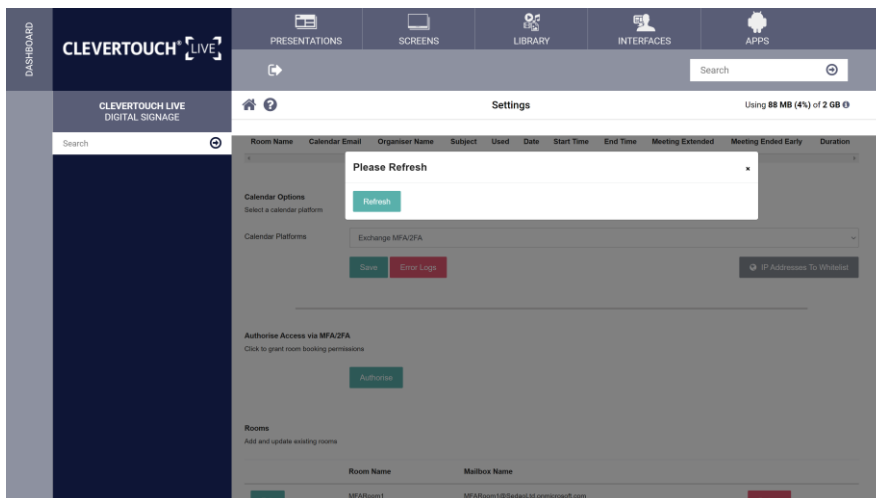 DASHBOARD
CLEVERTOUCH® [LIVE]
PRESENTATIONS
SCREENS
LIBRARY
INTERFACES
APPS
Search
CLEVERTOUCH LIVE
DIGITAL SIGNAGE
Settings
Using 88 MB (4%) of 2 GB
Search
Room Name Calendar Email Organiser Name Subject Used Date Start Time End Time Meeting Extended Meeting Ended Early Duration
Please Refresh
×
Refresh
Calendar Options
Select a calendar platform
Calendar Platforms
Exchange MFA/2FA
Save
Error Logs
IP Addresses To Whitelist
Authorise Access via MFA/2FA
Click to grant room booking permissions
Authorise
Rooms
Add and update existing rooms
Room Name Mailbox Name
MFARoom1 MFARoom1@SedaoLtd.onmicrosoft.com